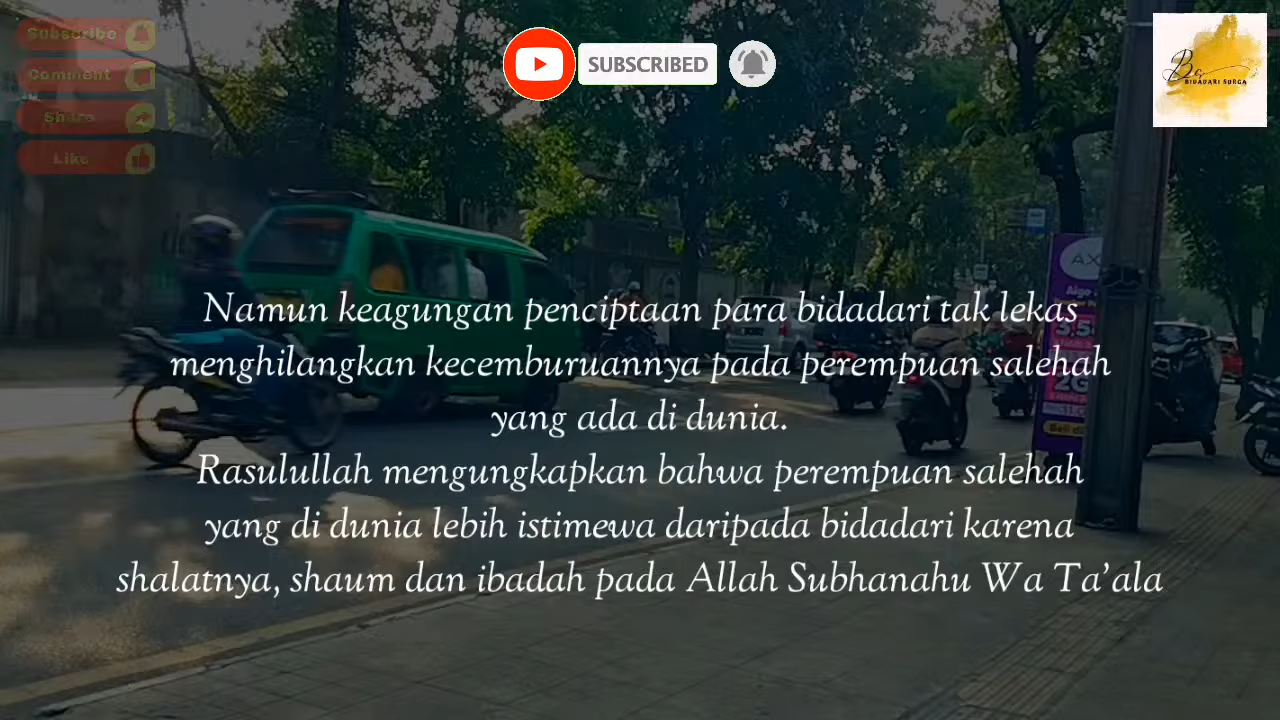 Subscribe
Comment
Share
Like
SUBSCRIBED
Bs
BIDADARI SURGA
Namun keagungan penciptaan para bidadari tak lekas
menghilangkan kecemburuannya pada perempuan salehah
yang ada di dunia.
Rasulullah mengungkapkan bahwa perempuan salehah
yang di dunia lebih istimewa daripada bidadari karena
shalatnya, shaum dan ibadah pada Allah Subhanahu Wa Ta'ala